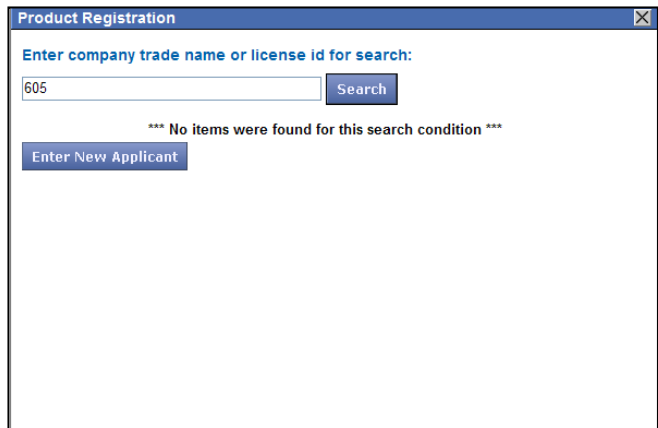 Product Registration
Enter company trade name or license id for search:
605
Search
*** No items were found for this search condition ***
Enter New Applicant